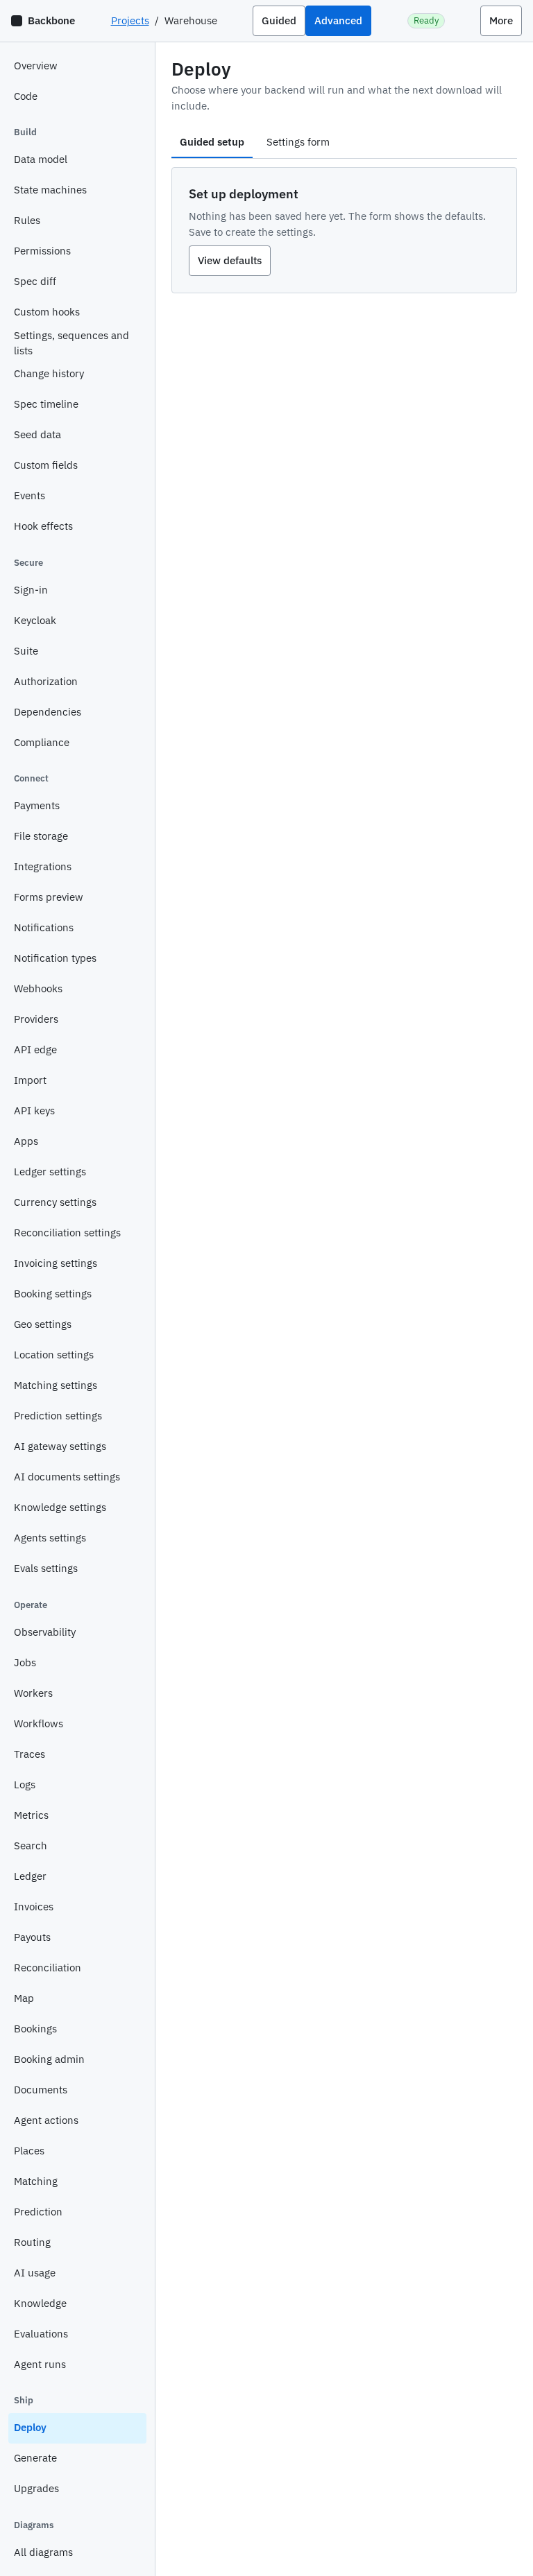 Backbone
Projects / Warehouse
Guided
Advanced
Ready
More
Overview
Code
Build
Data model
State machines
Rules
Permissions
Spec diff
Custom hooks
Settings, sequences and
lists
Change history
Spec timeline
Seed data
Custom fields
Events
Hook effects
Secure
Sign-in
Keycloak
Suite
Authorization
Dependencies
Compliance
Connect
Payments
File storage
Integrations
Forms preview
Notifications
Notification types
Webhooks
Providers
API edge
Import
API keys
Apps
Ledger settings
Currency settings
Reconciliation settings
Invoicing settings
Booking settings
Geo settings
Location settings
Matching settings
Prediction settings
AI gateway settings
AI documents settings
Knowledge settings
Agents settings
Evals settings
Operate
Observability
Jobs
Workers
Workflows
Traces
Logs
Metrics
Search
Ledger
Invoices
Payouts
Reconciliation
Map
Bookings
Booking admin
Documents
Agent actions
Places
Matching
Prediction
Routing
AI usage
Knowledge
Evaluations
Agent runs
Ship
Deploy
Generate
Upgrades
Diagrams
All diagrams
Deploy
Choose where your backend will run and what the next download will
include.
Guided setup
Settings form
Set up deployment
Nothing has been saved here yet. The form shows the defaults.
Save to create the settings.
View defaults